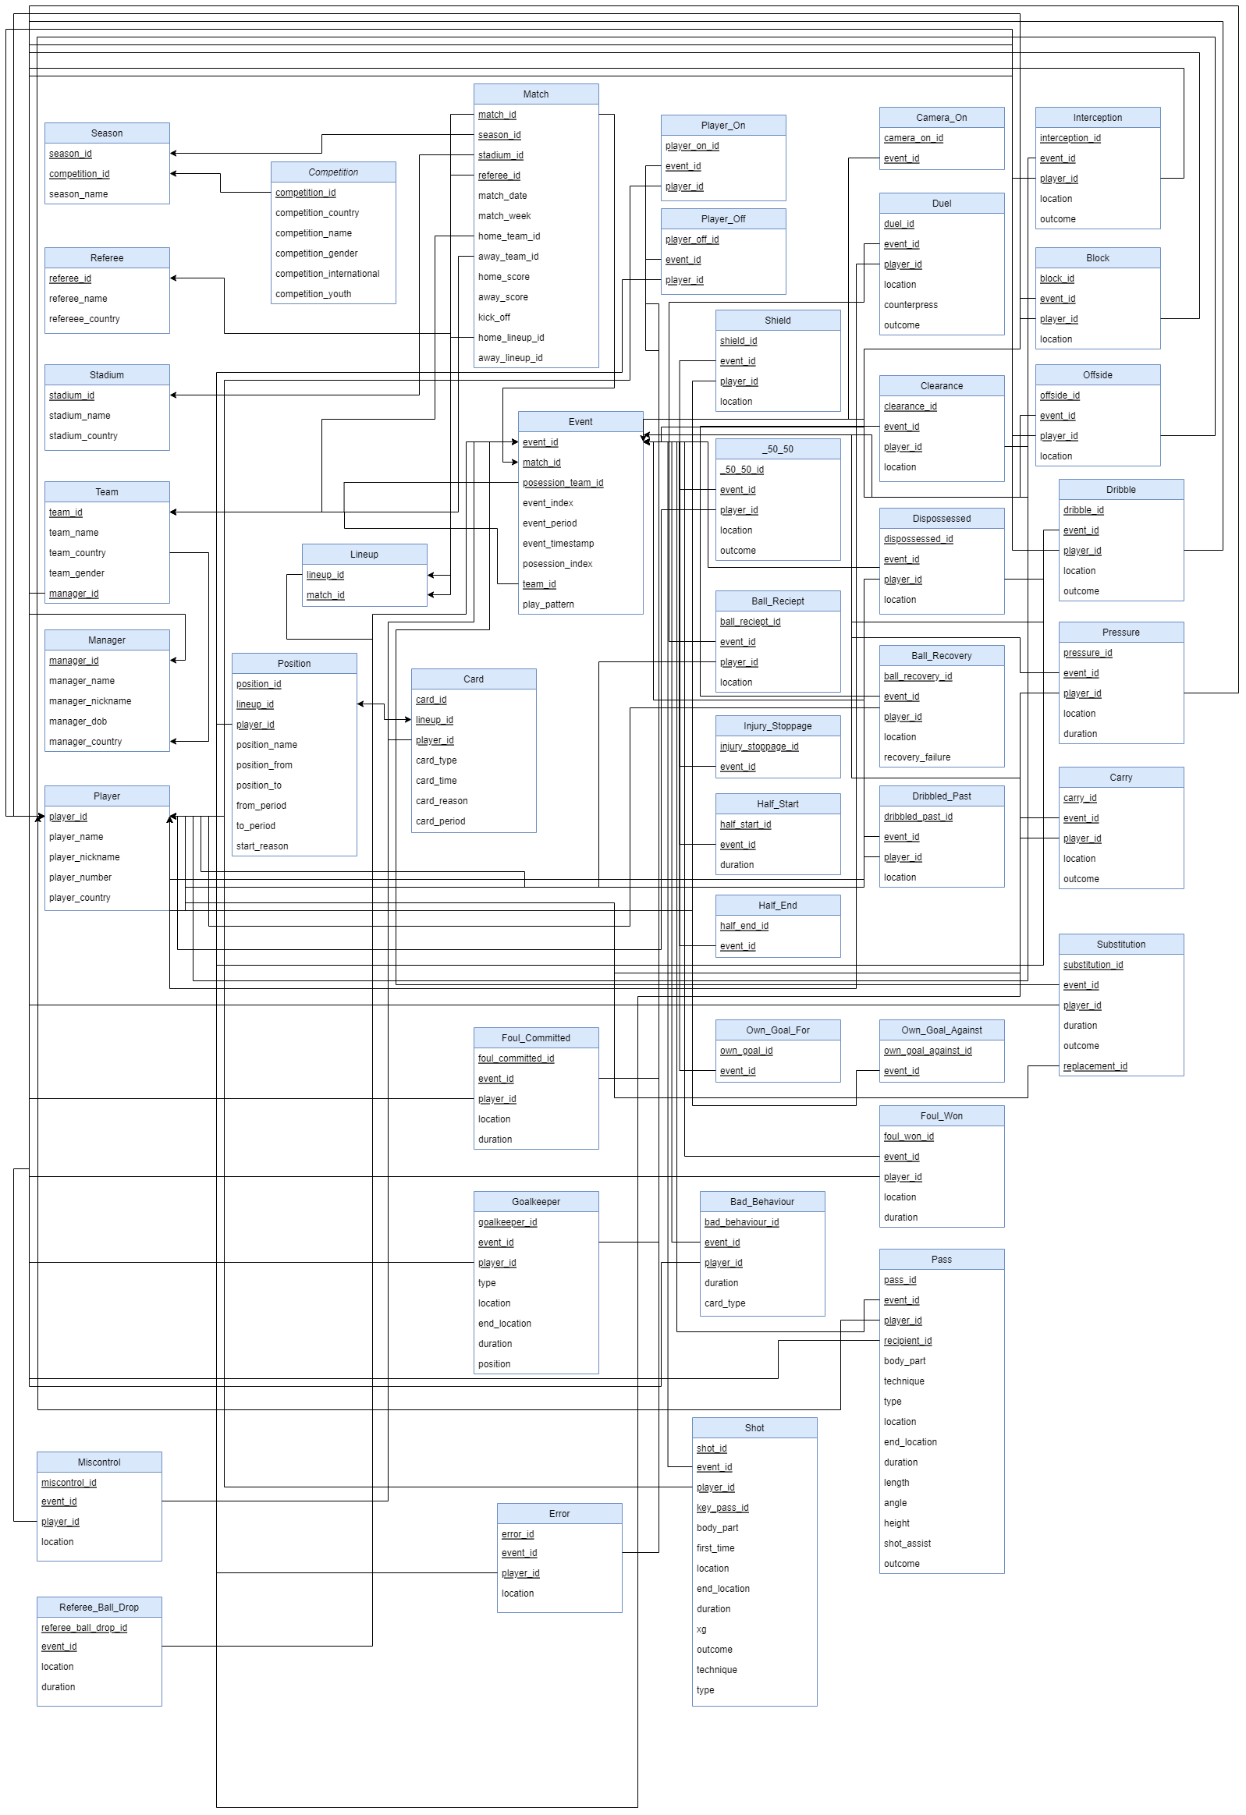 Season
season_id
competition_id
season_name
Competition
competition_id
competition_country
competition_name
competition_gender
competition_international
competition_youth
Match
match_id
season_id
stadium_id
referee_id
match_date
match_week
home_team_id
away_team_id
home_score
away_score
kick_off
home_lineup_id
away_lineup_id
Player_On
player_on_id
event_id
player_id
Player_Off
player_off_id
event_id
player_id
Camera_On
camera_on_id
event_id
Interception
interception_id
event_id
player_id
location
outcome
Duel
duel_id
event_id
player_id
location
counterpress
outcome
Block
block_id
event_id
player_id
location
Referee
referee_id
referee_name
refereee_country
Shield
shield_id
event_id
player_id
location
Stadium
stadium_id
stadium_name
stadium_country
Clearance
clearance_id
event_id
player_id
location
Offside
offside_id
event_id
player_id
location
Event
event_id
match_id
posession_team_id
event_index
event_period
event_timestamp
posession_index
team_id
play_pattern
_50_50
_50_50_id
event_id
player_id
location
outcome
Team
team_id
team_name
team_country
team_gender
manager_id
Dribble
dribble_id
event_id
player_id
location
outcome
Dispossessed
dispossessed_id
event_id
player_id
location
Lineup
lineup_id
match_id
Ball_Reciept
ball_reciept_id
event_id
player_id
location
Manager
manager_id
manager_name
manager_nickname
manager_dob
manager_country
Position
position_id
lineup_id
player_id
position_name
position_from
position_to
from_period
to_period
start_reason
Card
card_id
lineup_id
player_id
card_type
card_time
card_reason
card_period
Ball_Recovery
ball_recovery_id
event_id
player_id
location
recovery_failure
Pressure
pressure_id
event_id
player_id
location
duration
Injury_Stoppage
injury_stoppage_id
event_id
Player
player_id
player_name
player_nickname
player_number
player_country
Half_Start
half_start_id
event_id
duration
Dribbled_Past
dribbled_past_id
event_id
player_id
location
Carry
carry_id
event_id
player_id
location
outcome
Half_End
half_end_id
event_id
Substitution
substitution_id
event_id
player_id
duration
outcome
replacement_id
Foul_Committed
foul_committed_id
event_id
player_id
location
duration
Own_Goal_For
own_goal_id
event_id
Own_Goal_Against
own_goal_against_id
event_id
Foul_Won
foul_won_id
event_id
player_id
location
duration
Goalkeeper
goalkeeper_id
event_id
player_id
type
location
end_location
duration
position
Bad_Behaviour
bad_behaviour_id
event_id
player_id
duration
card_type
Pass
pass_id
event_id
player_id
recipient_id
body_part
technique
type
location
end_location
duration
length
angle
height
shot_assist
outcome
Shot
shot_id
event_id
player_id
key_pass_id
body_part
first_time
location
end_location
duration
xg
outcome
technique
type
Miscontrol
miscontrol_id
event_id
player_id
location
Error
error_id
event_id
player_id
location
Referee_Ball_Drop
referee_ball_drop_id
event_id
location
duration